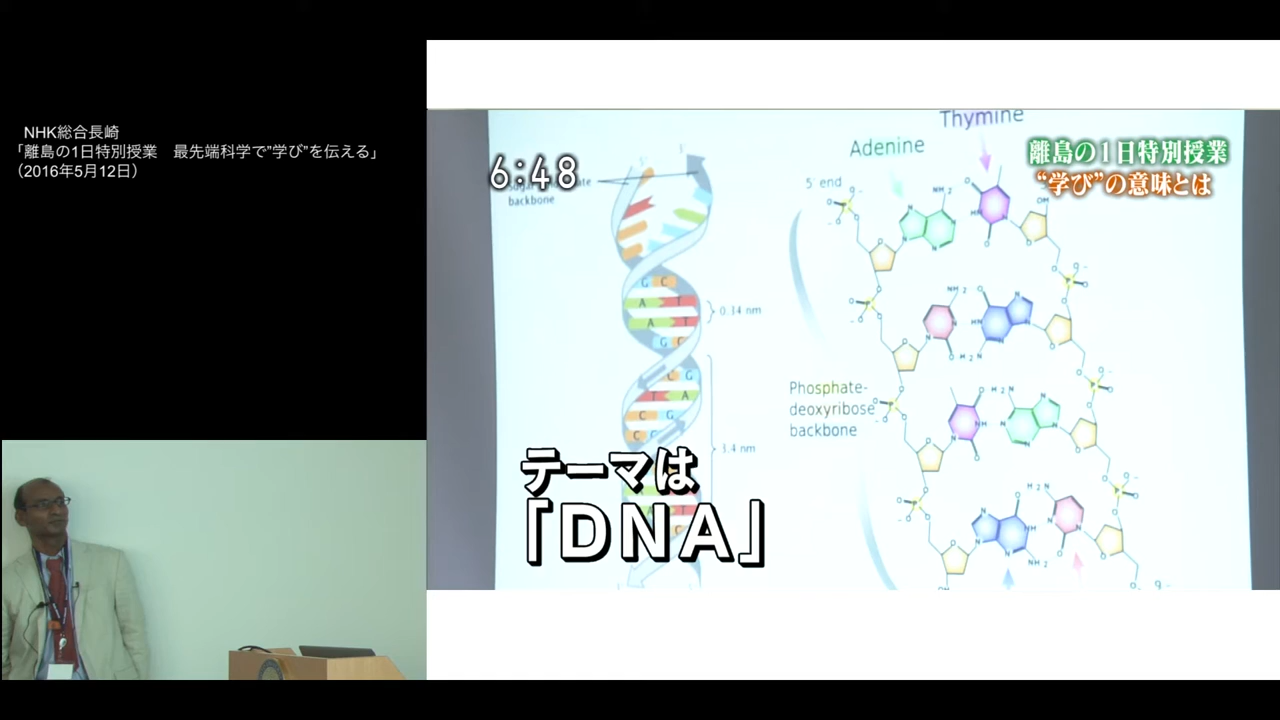 NHK総合長崎
「離島の1日特別授業　最先端科学で”学び”を伝える」
（2016年5月12日）
6:48
離島の1日特別授業
“学び”の意味とは
backbone
Thymine
Adenine
5' end
0.34 nm
3.4 nm
Phosphate-
deoxyribose
backbone
テーマは
「DNA」